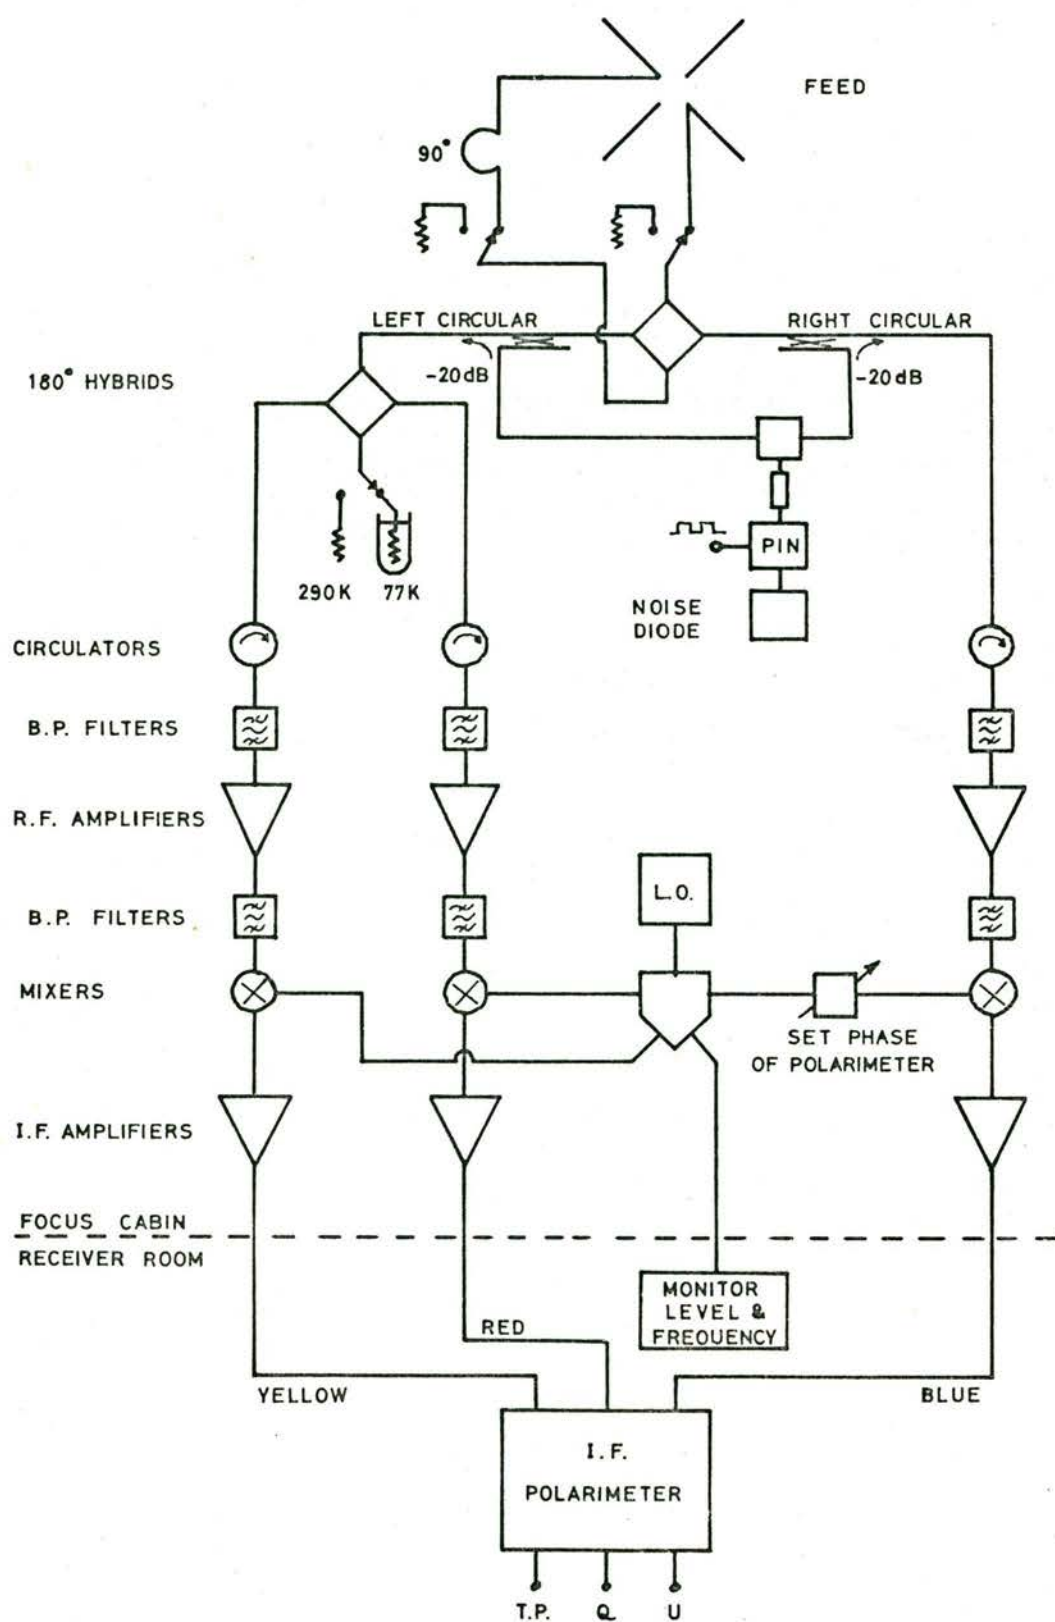 FEED
90°
LEFT CIRCULAR
RIGHT CIRCULAR
-20dB
-20dB
180° HYBRIDS
PIN
290K
77K
NOISE
DIODE
CIRCULATORS
B.P. FILTERS
R.F. AMPLIFIERS
L.O.
B.P. FILTERS
MIXERS
SET PHASE
OF POLARIMETER
I.F. AMPLIFIERS
FOCUS CABIN
RECEIVER ROOM
MONITOR
LEVEL &
FREQUENCY
RED
YELLOW
BLUE
I.F.
POLARIMETER
T.P.
Q
U